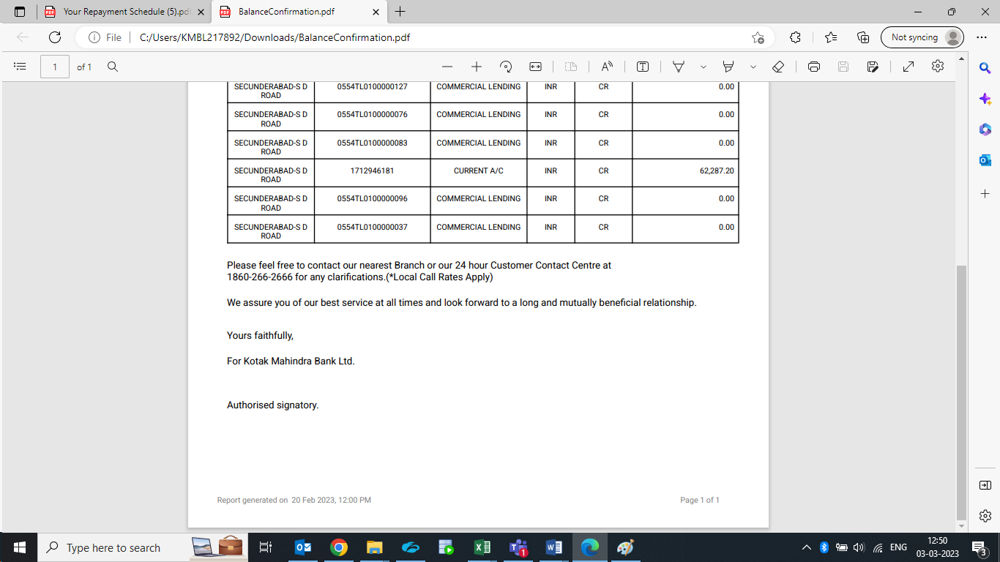 Your Repayment Schedule (5).pdf
BalanceConfirmation.pdf
File
C:/Users/KMBL217892/Downloads/BalanceConfirmation.pdf
Not syncing
1 of 1
SECUNDERABAD-S D ROAD 0554TL0100000127 COMMERCIAL LENDING INR CR 0.00
SECUNDERABAD-S D ROAD 0554TL0100000076 COMMERCIAL LENDING INR CR 0.00
SECUNDERABAD-S D ROAD 0554TL0100000083 COMMERCIAL LENDING INR CR 0.00
SECUNDERABAD-S D ROAD 1712946181 CURRENT A/C INR CR 62,287.20
SECUNDERABAD-S D ROAD 0554TL0100000096 COMMERCIAL LENDING INR CR 0.00
SECUNDERABAD-S D ROAD 0554TL0100000037 COMMERCIAL LENDING INR CR 0.00
Please feel free to contact our nearest Branch or our 24 hour Customer Contact Centre at
1860-266-2666 for any clarifications.(*Local Call Rates Apply)
We assure you of our best service at all times and look forward to a long and mutually beneficial relationship.
Yours faithfully,
For Kotak Mahindra Bank Ltd.
Authorised signatory.
Report generated on 20 Feb 2023, 12:00 PM
Page 1 of 1
Type here to search
1
ENG
12:50
03-03-2023
3